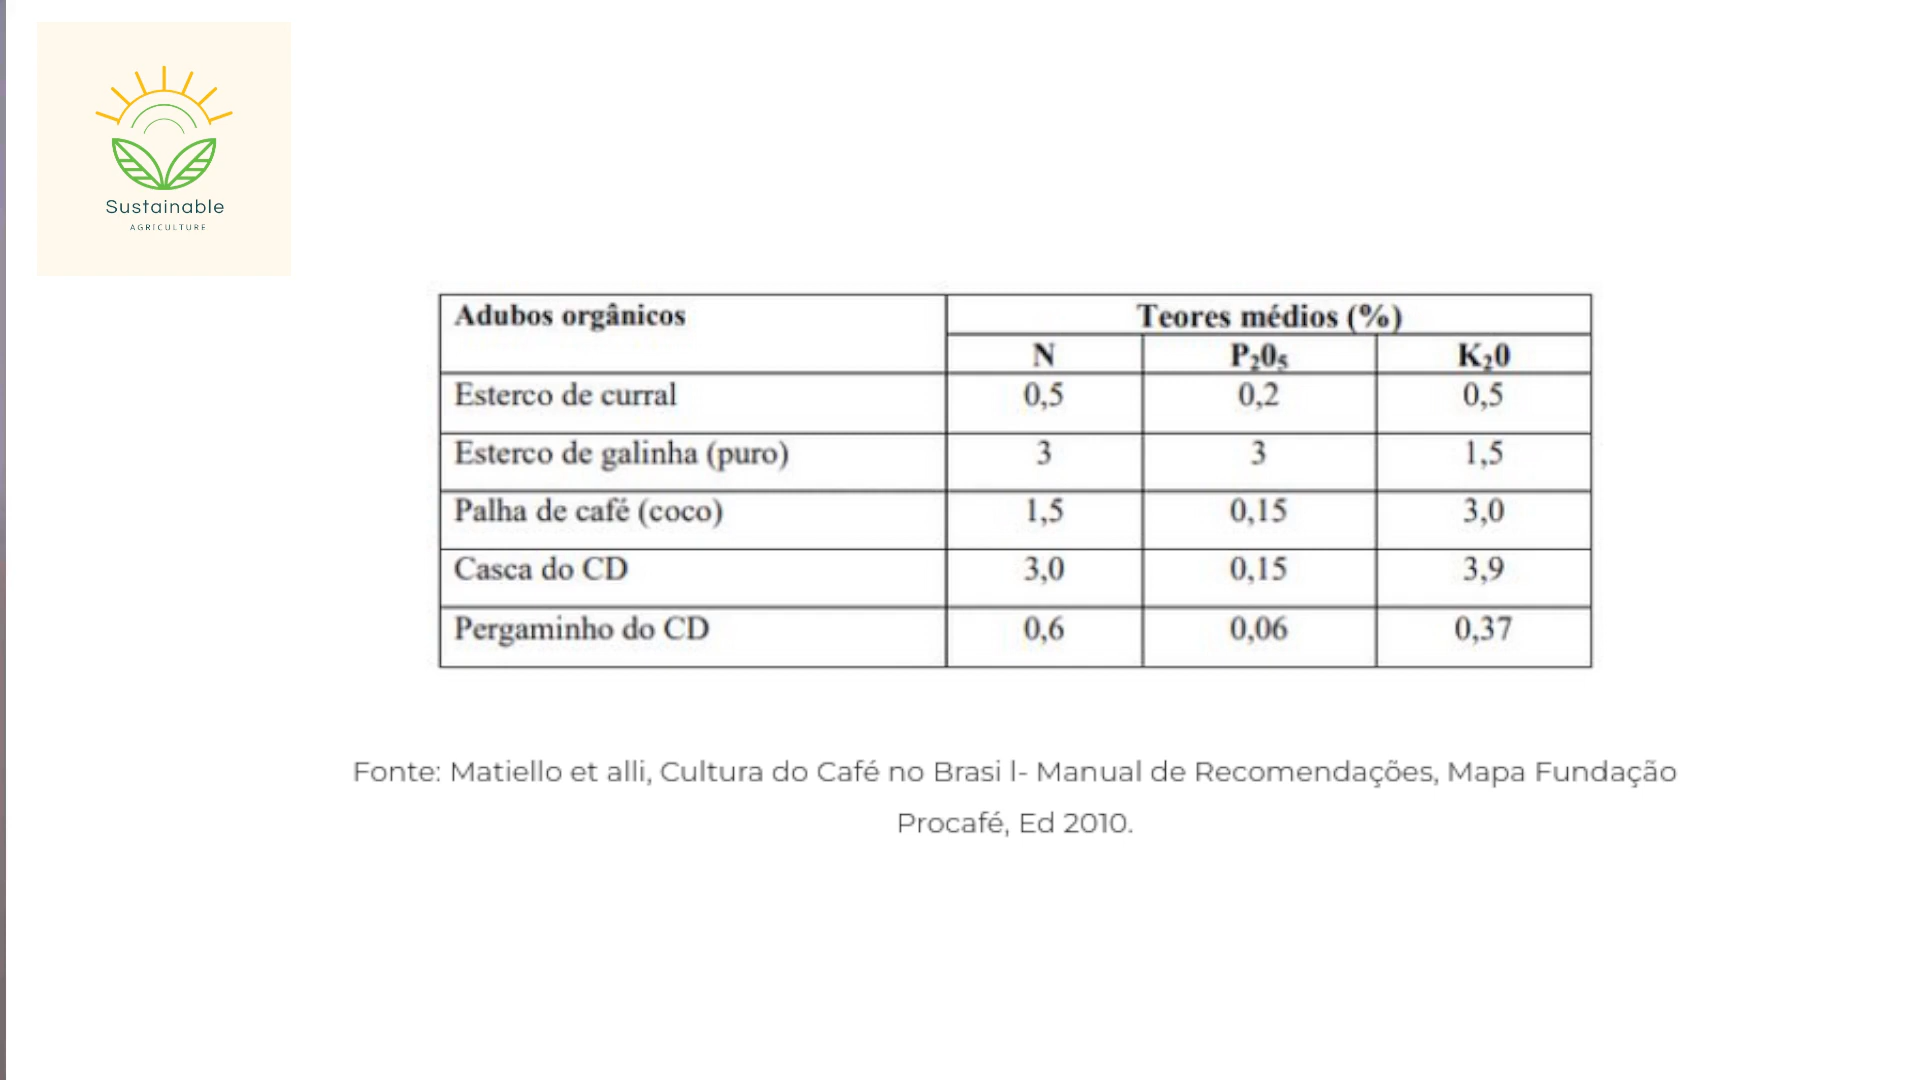 Sustainable
AGRICULTURE
Adubos orgânicos Teores médios (%)
N P₂0₅ K₂0
Esterco de curral 0,5 0,2 0,5
Esterco de galinha (puro) 3 3 1,5
Palha de café (coco) 1,5 0,15 3,0
Casca do CD 3,0 0,15 3,9
Pergaminho do CD 0,6 0,06 0,37
Fonte: Matiello et alli, Cultura do Café no Brasi l- Manual de Recomendações, Mapa Fundação
Procafé, Ed 2010.